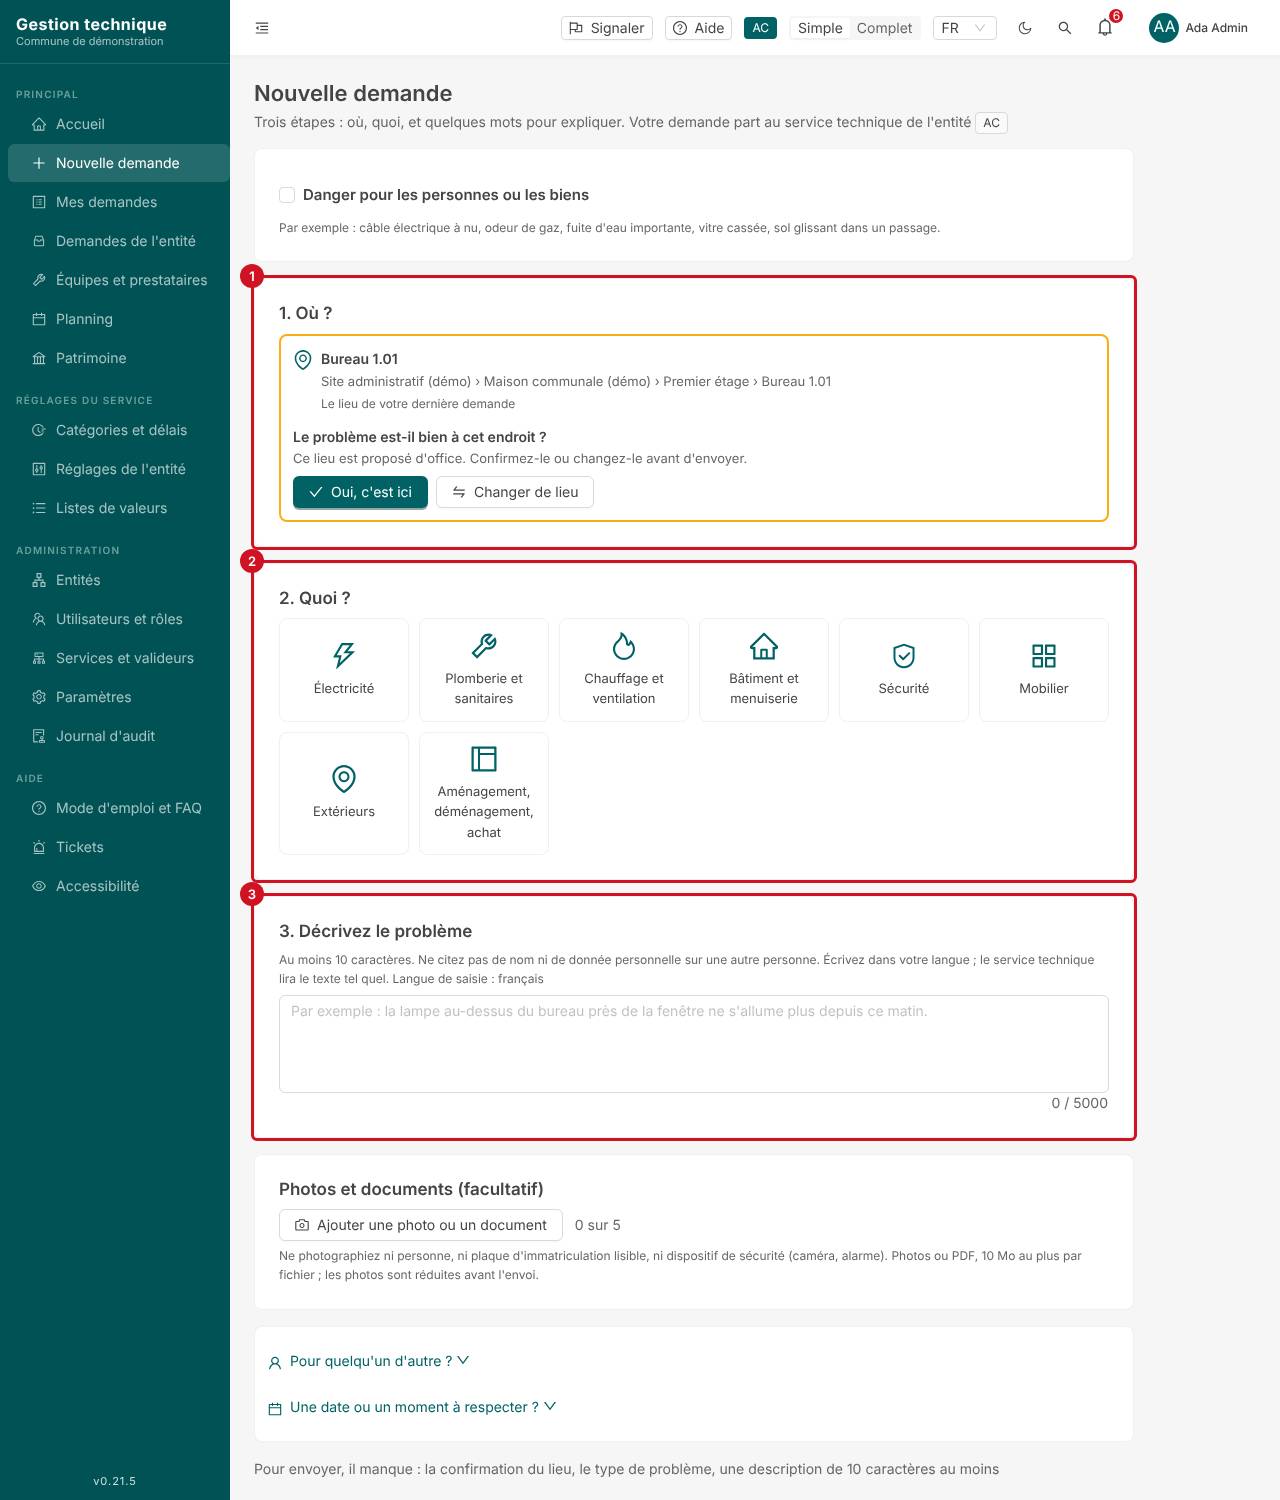 Gestion technique
Commune de démonstration
PRINCIPAL
Accueil
Nouvelle demande
Mes demandes
Demandes de l'entité
Équipes et prestataires
Planning
Patrimoine
RÉGLAGES DU SERVICE
Catégories et délais
Réglages de l'entité
Listes de valeurs
ADMINISTRATION
Entités
Utilisateurs et rôles
Services et valideurs
Paramètres
Journal d'audit
AIDE
Mode d'emploi et FAQ
Tickets
Accessibilité
v0.21.5
Signaler
Aide
AC
Simple
Complet
FR
6
AA
Ada Admin
Nouvelle demande
Trois étapes : où, quoi, et quelques mots pour expliquer. Votre demande part au service technique de l'entité AC
Danger pour les personnes ou les biens
Par exemple : câble électrique à nu, odeur de gaz, fuite d'eau importante, vitre cassée, sol glissant dans un passage.
1
1. Où ?
Bureau 1.01
Site administratif (démo) › Maison communale (démo) › Premier étage › Bureau 1.01
Le lieu de votre dernière demande
Le problème est-il bien à cet endroit ?
Ce lieu est proposé d'office. Confirmez-le ou changez-le avant d'envoyer.
Oui, c'est ici
Changer de lieu
2
2. Quoi ?
Électricité
Plomberie et
sanitaires
Chauffage et
ventilation
Bâtiment et
menuiserie
Sécurité
Mobilier
Extérieurs
Aménagement,
déménagement,
achat
3
3. Décrivez le problème
Au moins 10 caractères. Ne citez pas de nom ni de donnée personnelle sur une autre personne. Écrivez dans votre langue ; le service technique
lira le texte tel quel. Langue de saisie : français
Par exemple : la lampe au-dessus du bureau près de la fenêtre ne s'allume plus depuis ce matin.
0 / 5000
Photos et documents (facultatif)
Ajouter une photo ou un document
0 sur 5
Ne photographiez ni personne, ni plaque d'immatriculation lisible, ni dispositif de sécurité (caméra, alarme). Photos ou PDF, 10 Mo au plus par
fichier ; les photos sont réduites avant l'envoi.
Pour quelqu'un d'autre ?
Une date ou un moment à respecter ?
Pour envoyer, il manque : la confirmation du lieu, le type de problème, une description de 10 caractères au moins